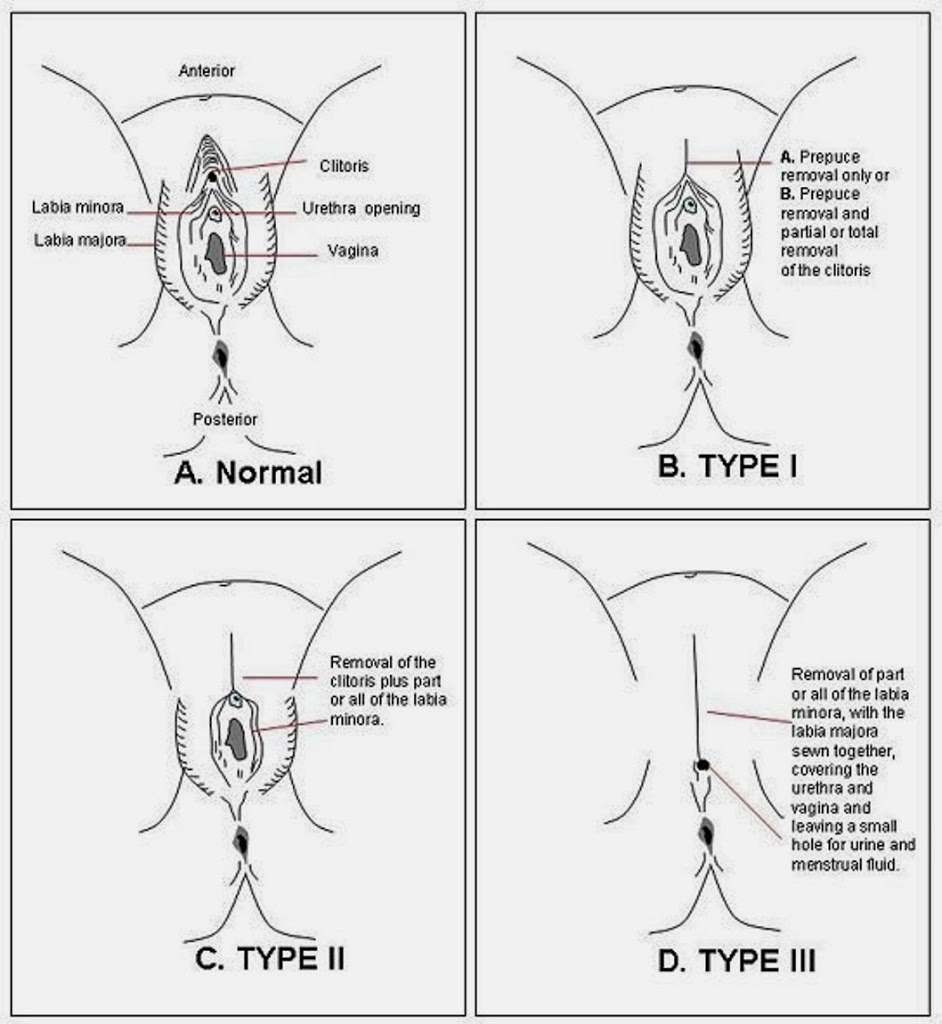 Anterior
Clitoris
Labia minora
Urethra opening
Labia majora
Vagina
Posterior
A. Normal
A. Prepuce
removal only or
B. Prepuce
removal and
partial or total
removal
of the clitoris
B. TYPE I
Removal of the
clitoris plus part
or all of the labia
minora.
C. TYPE II
Removal of part
or all of the labia
minora, with the
labia majora
sewn together,
covering the
urethra and
vagina and
leaving a small
hole for urine and
menstrual fluid.
D. TYPE III